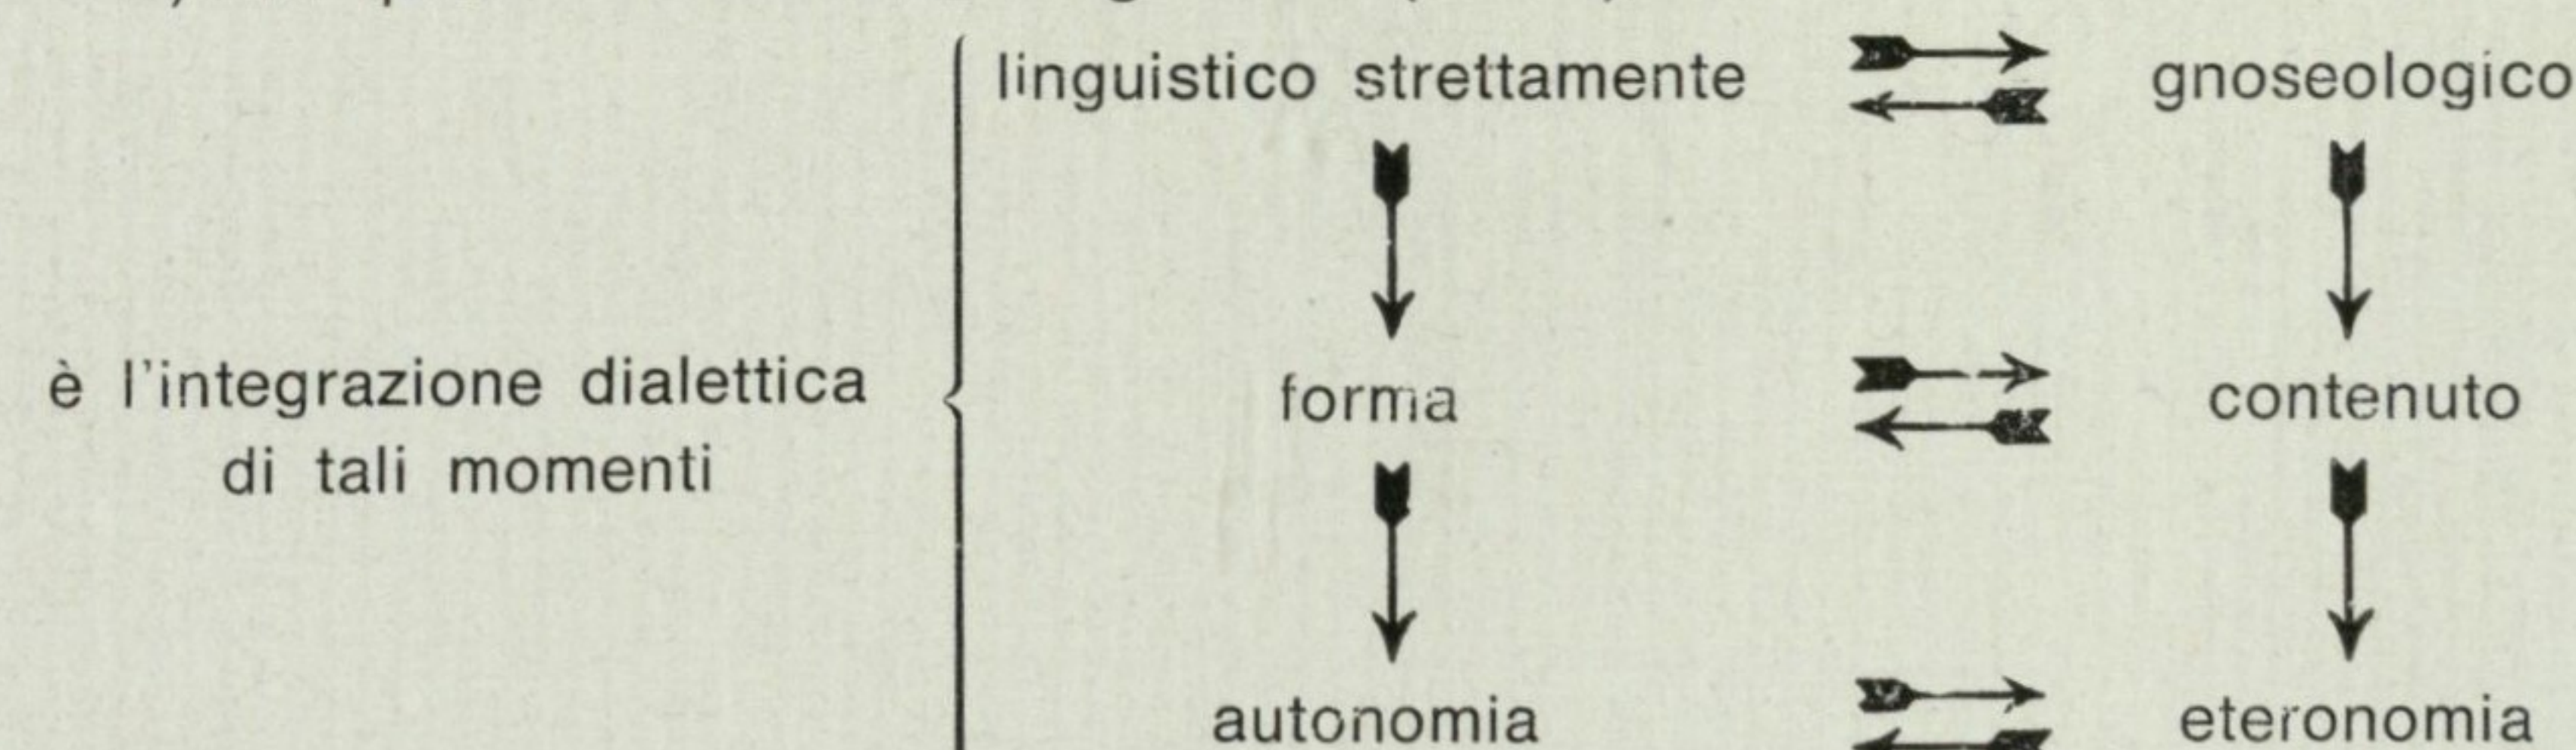 linguistico strettamente gnoseologico
è l'integrazione dialettica forma contenuto
di tali momenti
autonomia eteronomia